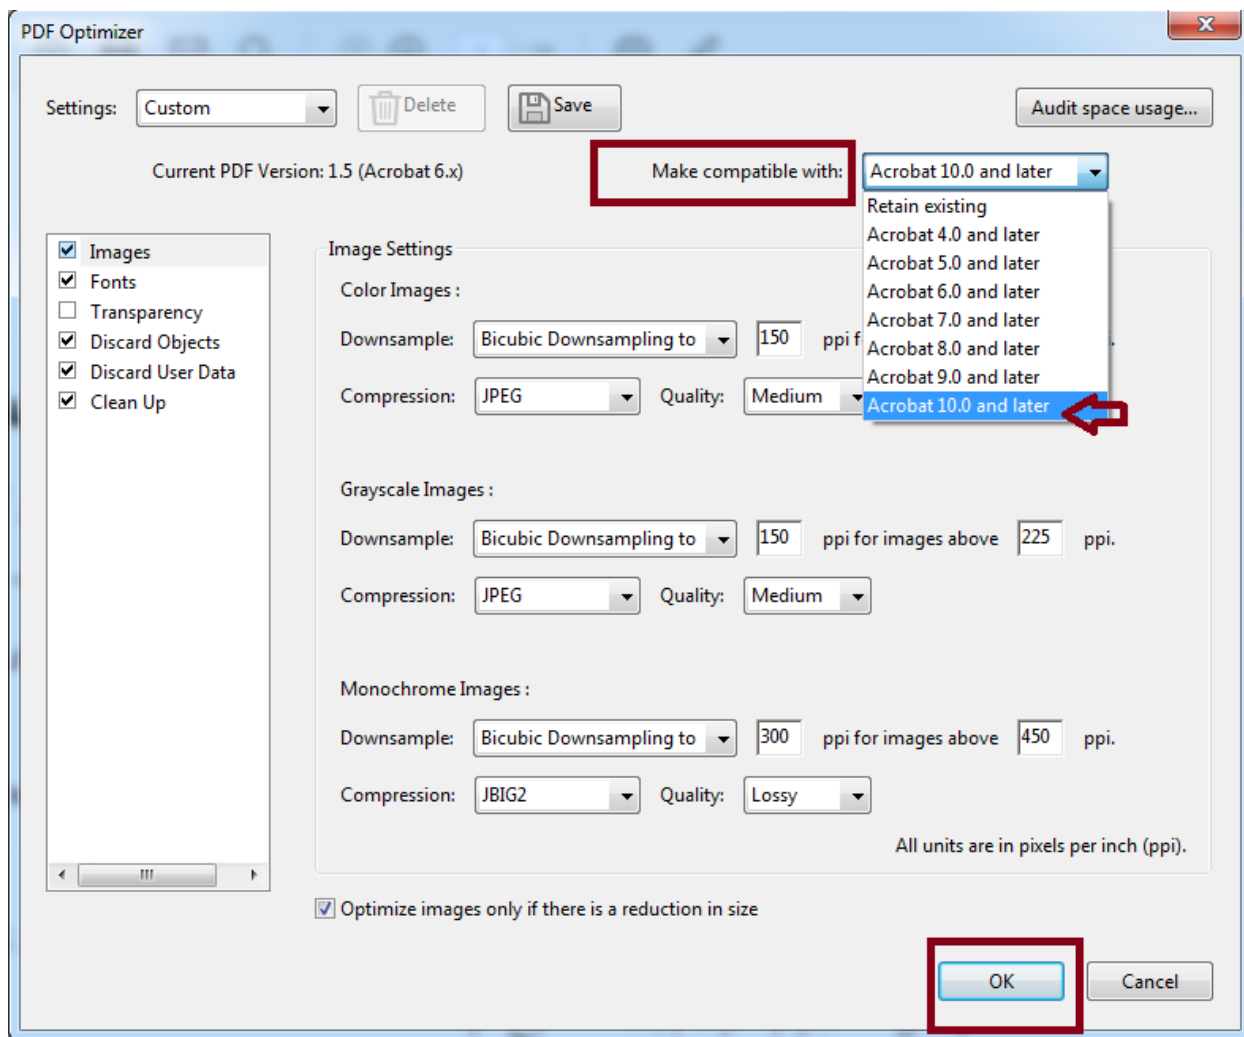 PDF Optimizer
Settings: Custom Delete Save Audit space usage...
Current PDF Version: 1.5 (Acrobat 6.x) Make compatible with: Acrobat 10.0 and later
Retain existing
Acrobat 4.0 and later
Acrobat 5.0 and later
Acrobat 6.0 and later
Acrobat 7.0 and later
Acrobat 8.0 and later
Acrobat 9.0 and later
Acrobat 10.0 and later
Images
Fonts
Transparency
Discard Objects
Discard User Data
Clean Up
Image Settings
Color Images :
Downsample: Bicubic Downsampling to 150 ppi
Compression: JPEG Quality: Medium
Grayscale Images :
Downsample: Bicubic Downsampling to 150 ppi for images above 225 ppi.
Compression: JPEG Quality: Medium
Monochrome Images :
Downsample: Bicubic Downsampling to 300 ppi for images above 450 ppi.
Compression: JBIG2 Quality: Lossy
All units are in pixels per inch (ppi).
Optimize images only if there is a reduction in size
OK Cancel